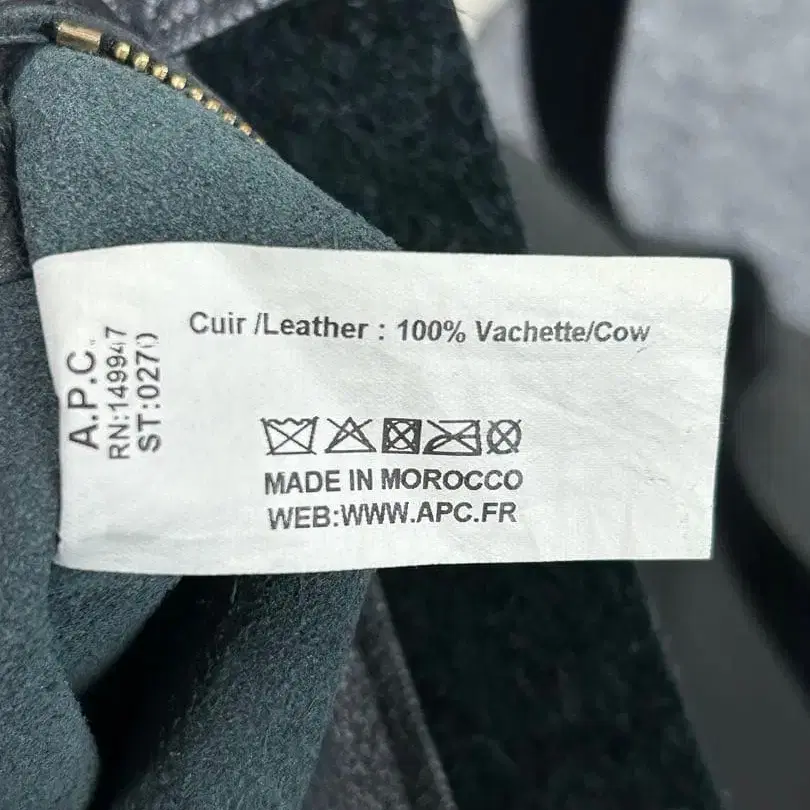 A.P.C.
RN:149947
ST:0270
Cuir /Leather : 100% Vachette/Cow
MADE IN MOROCCO
WEB:WWW.APC.FR